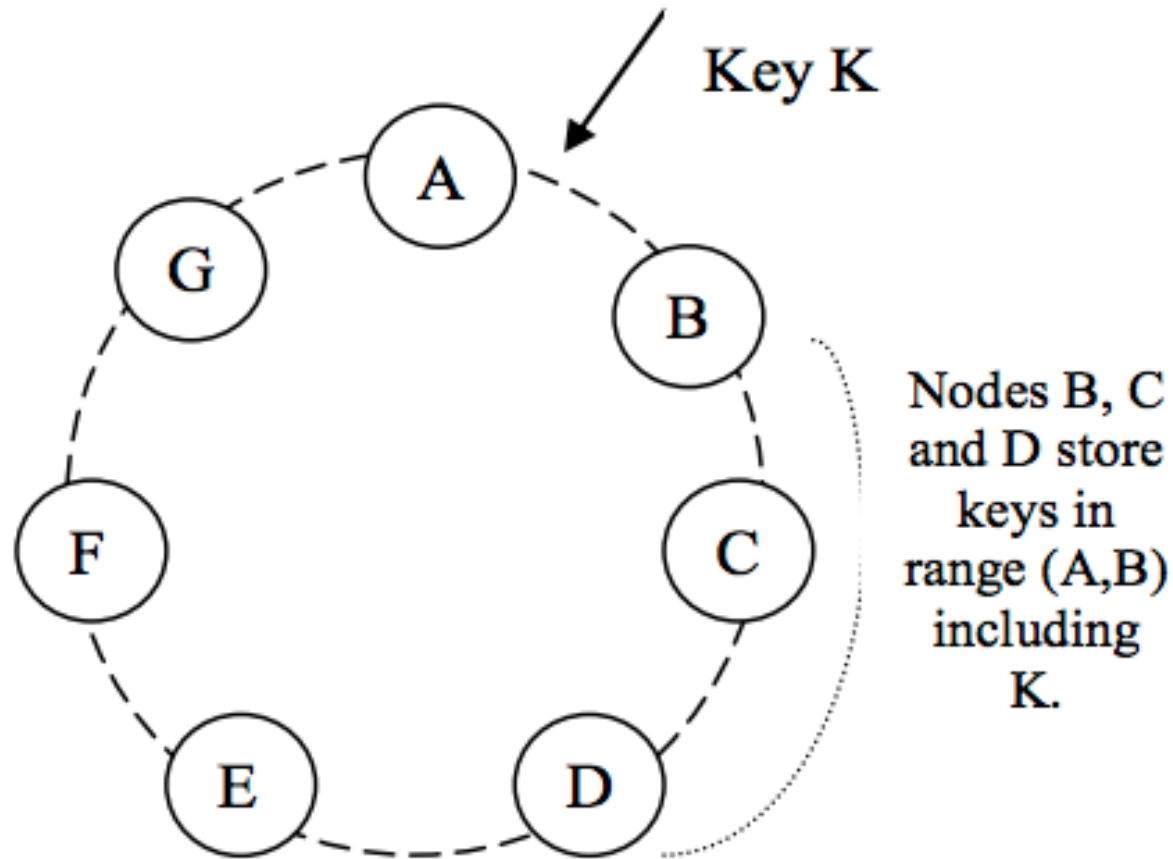 Key K
A
G
B
Nodes B, C
and D store
keys in
range (A,B)
including
K.
F
C
E
D